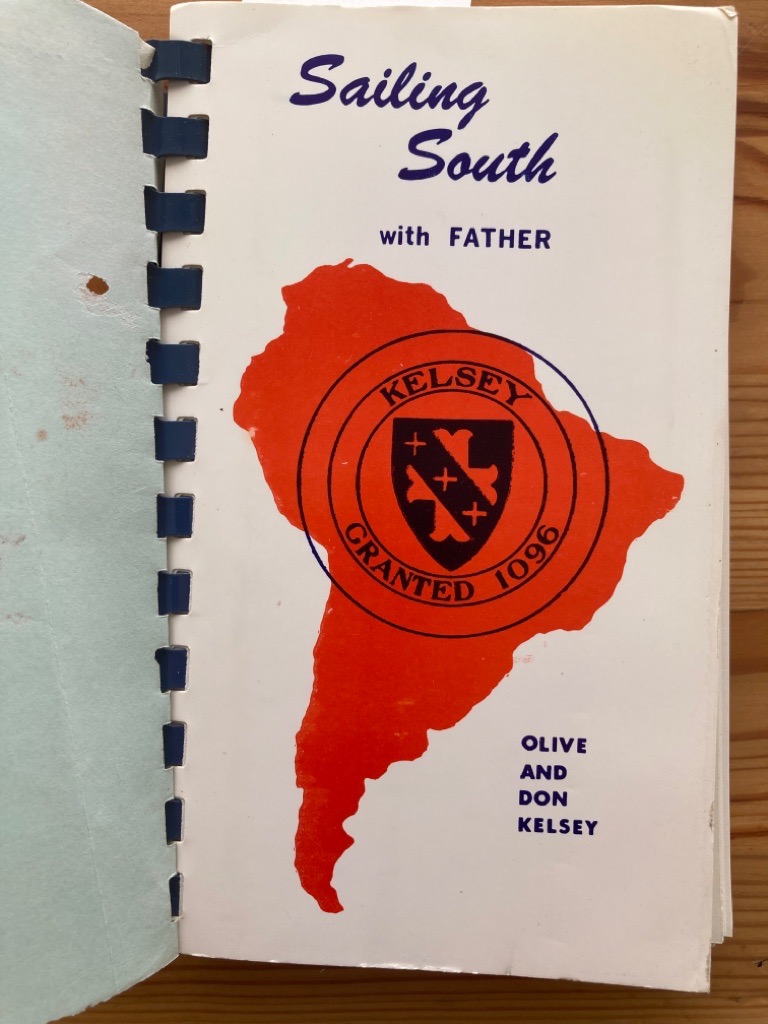 Sailing
South
with FATHER
KELSEY
GRANTED 1096
OLIVE
AND
DON
KELSEY